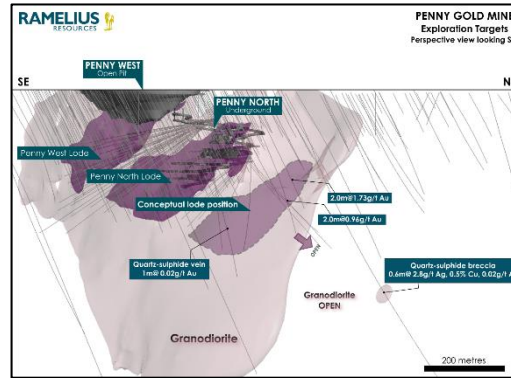 RAMELIUS
RESOURCES
PENNY GOLD MINE
Exploration Targets
Perspective view looking S
PENNY WEST
Open Pit
SE
N
PENNY NORTH
Underground
Penny West Lode
Penny North Lode
Conceptual lode position
2.0m@1.73g/t Au
2.0m@0.96g/t Au
OPEN
Quartz-sulphide vein
1m@ 0.02g/t Au
Quartz-sulphide breccia
0.6m@ 2.8g/t Ag, 0.5% Cu, 0.02g/t A
Granodiorite
OPEN
Granodiorite
200 metres